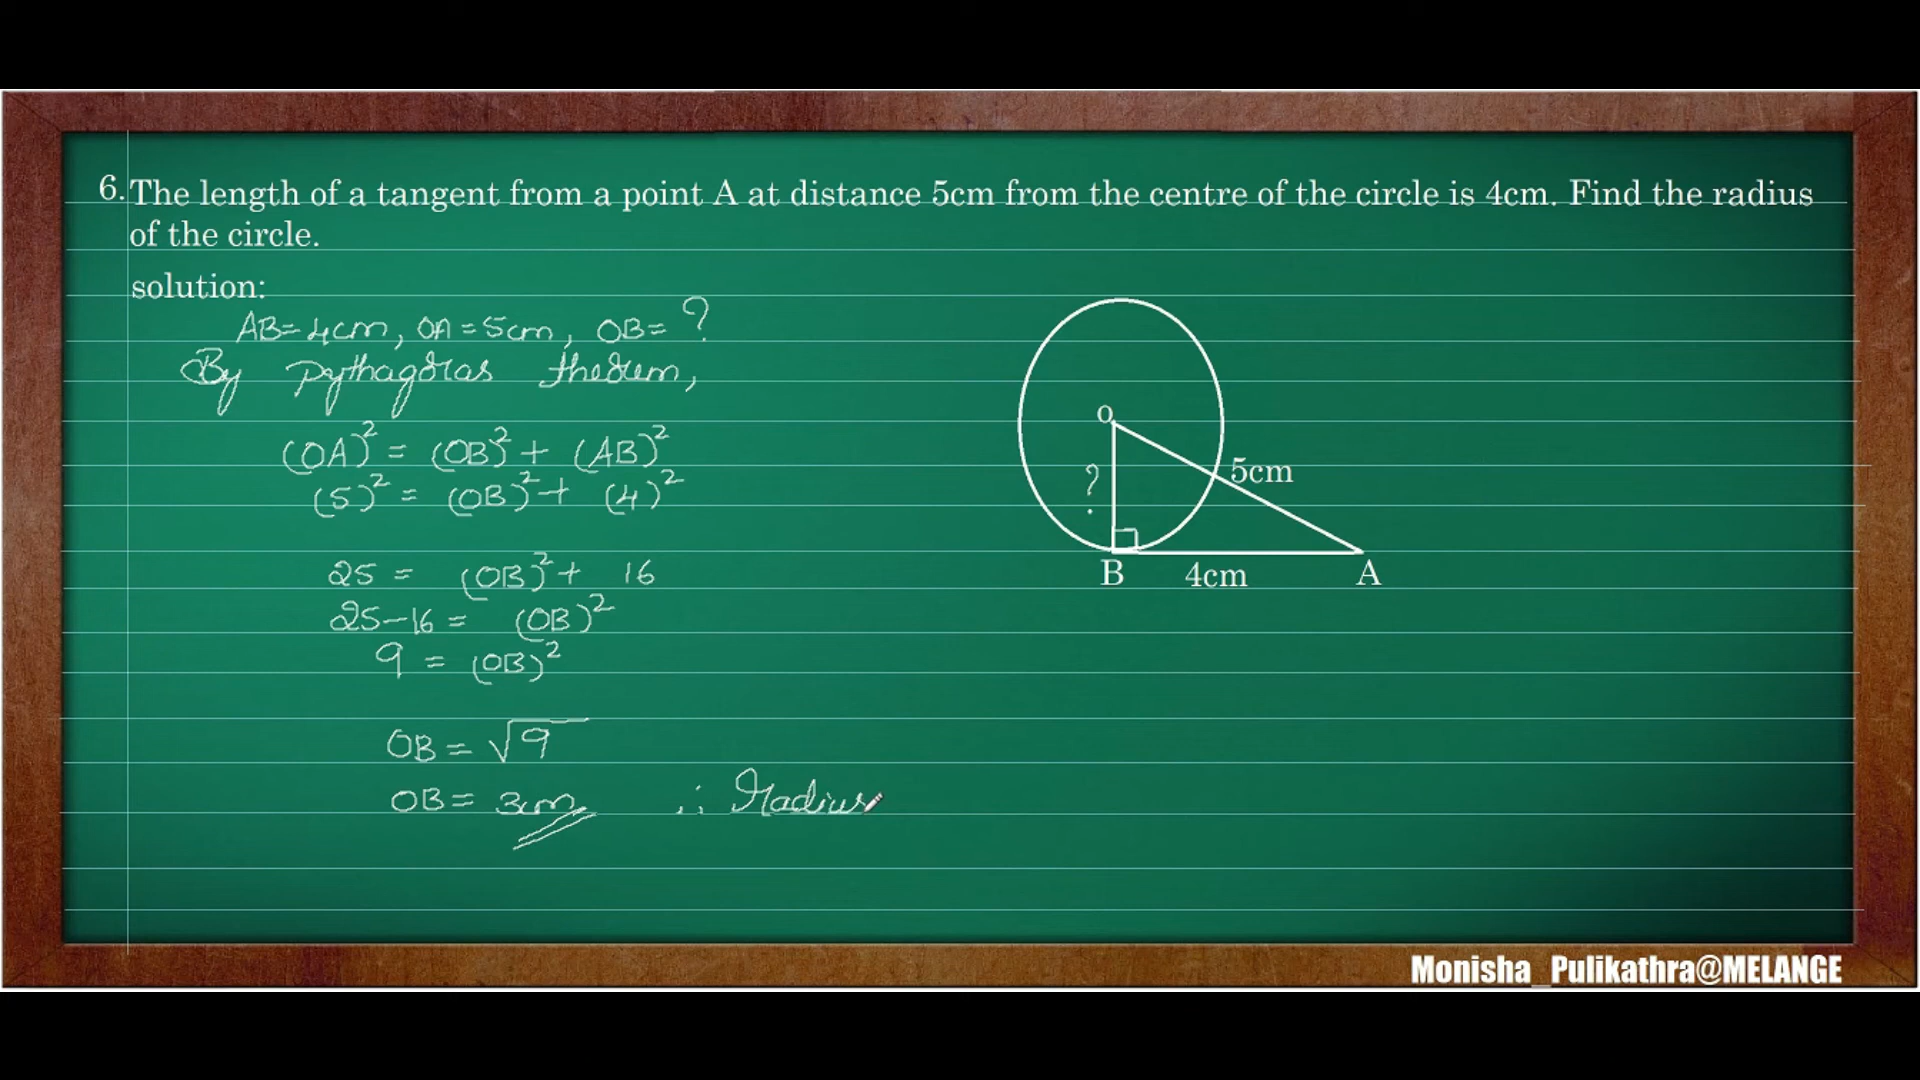 6. The length of a tangent from a point A at distance 5cm from the centre of the circle is 4cm. Find the radius
of the circle.
solution:
AB=4cm, OA=5cm, OB=?
By pythagoras theorem,
(OA)² = (OB)² + (AB)²
(5)² = (OB)² + (4)²
25 = (OB)² + 16
25-16 = (OB)²
9 = (OB)²
OB = √9
OB = 3cm ∴ Radius
O
?
5cm
B 4cm A
Monisha_Pulikathra@MELANGE